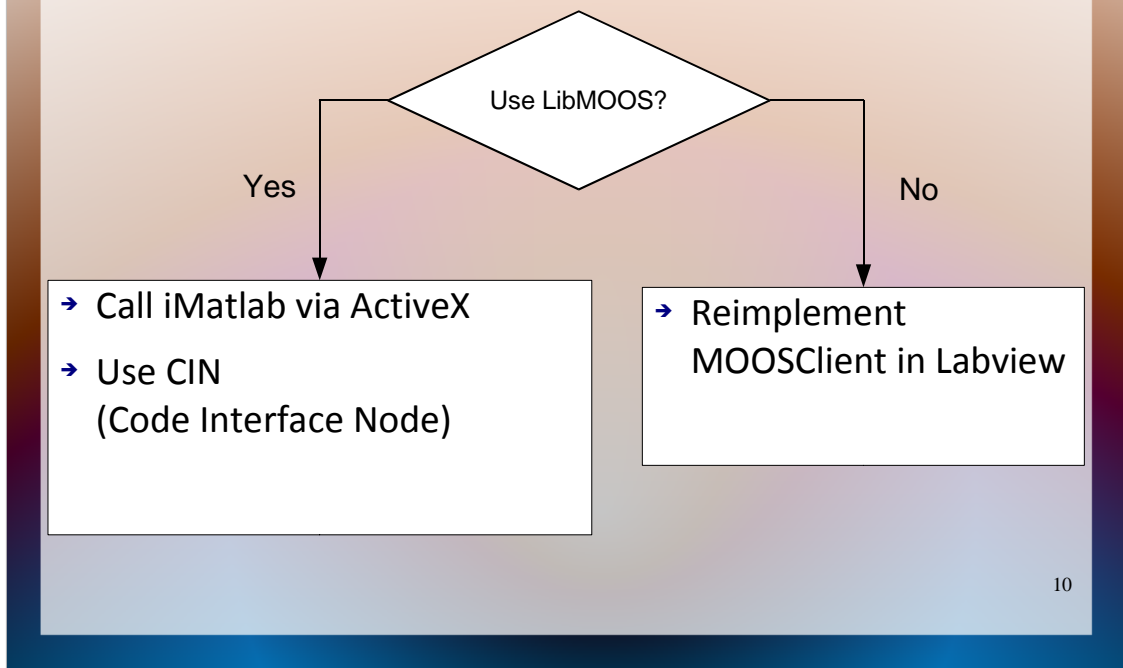 Use LibMOOS?
Yes
No
➔ Call iMatlab via ActiveX
➔ Use CIN
(Code Interface Node)
➔ Reimplement
MOOSClient in Labview
10